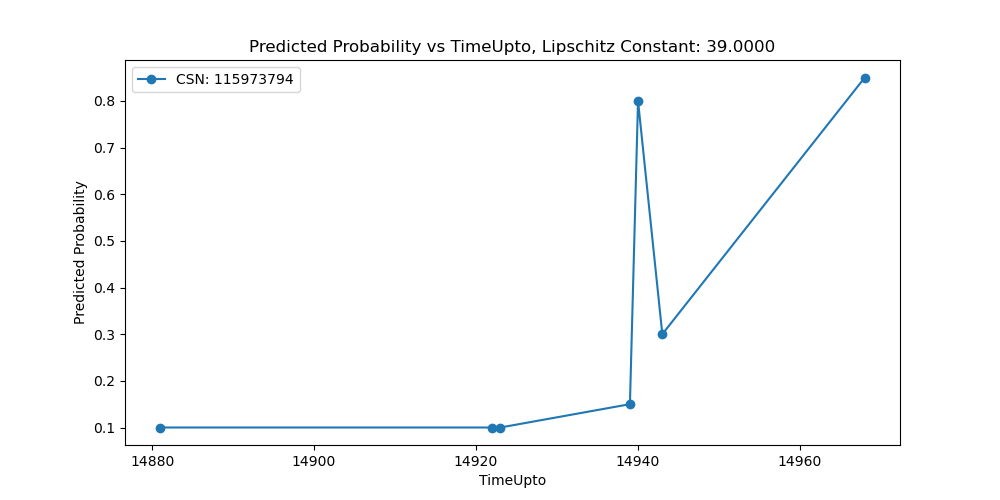 Predicted Probability vs TimeUpto, Lipschitz Constant: 39.0000
CSN: 115973794
Predicted Probability
0.8
0.7
0.6
0.5
0.4
0.3
0.2
0.1
14880 14900 14920 14940 14960
TimeUpto